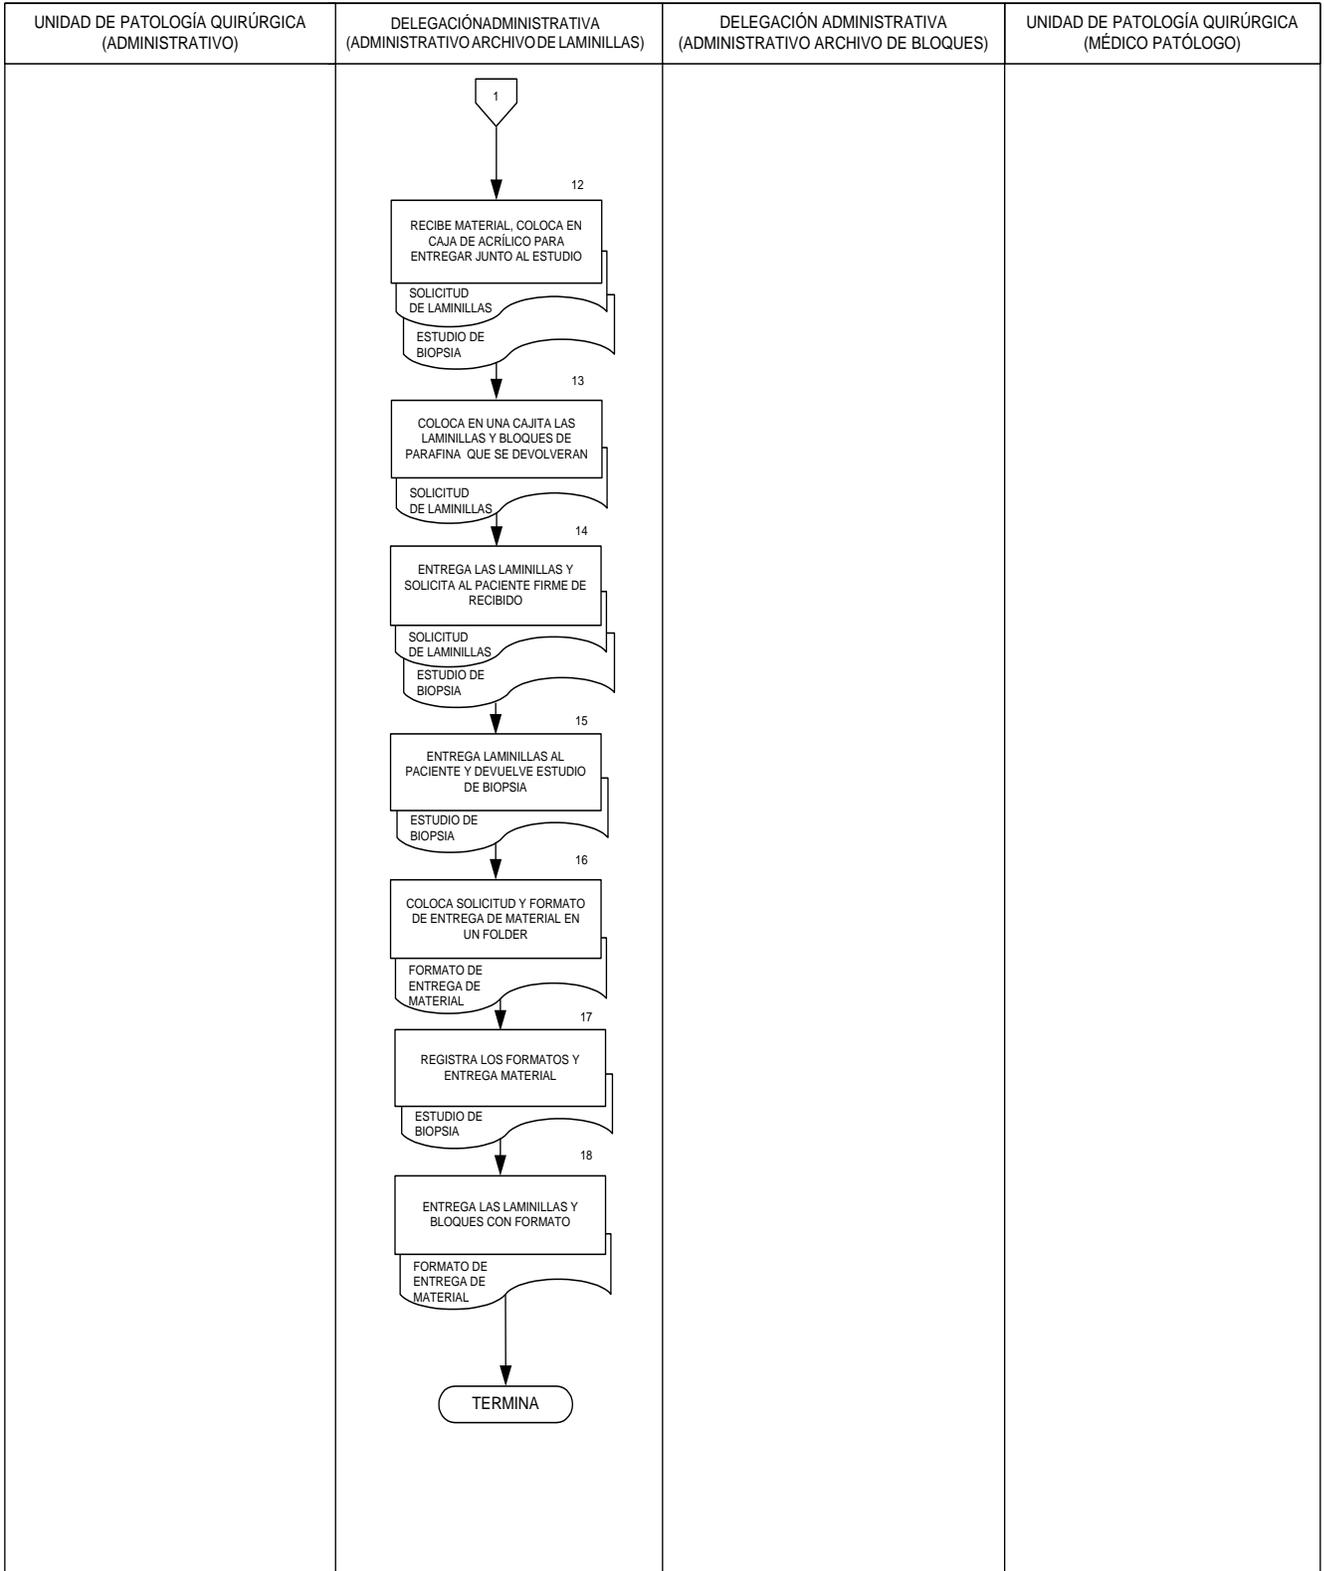 UNIDAD DE PATOLOGÍA QUIRÚRGICA
(ADMINISTRATIVO)
DELEGACIÓNADMINISTRATIVA
(ADMINISTRATIVO ARCHIVO DE LAMINILLAS)
DELEGACIÓN ADMINISTRATIVA
(ADMINISTRATIVO ARCHIVO DE BLOQUES)
UNIDAD DE PATOLOGÍA QUIRÚRGICA
(MÉDICO PATÓLOGO)
1
12
RECIBE MATERIAL, COLOCA EN
CAJA DE ACRÍLICO PARA
ENTREGAR JUNTO AL ESTUDIO
SOLICITUD
DE LAMINILLAS
ESTUDIO DE
BIOPSIA
13
COLOCA EN UNA CAJITA LAS
LAMINILLAS Y BLOQUES DE
PARAFINA QUE SE DEVOLVERAN
SOLICITUD
DE LAMINILLAS
14
ENTREGA LAS LAMINILLAS Y
SOLICITA AL PACIENTE FIRME DE
RECIBIDO
SOLICITUD
DE LAMINILLAS
ESTUDIO DE
BIOPSIA
15
ENTREGA LAMINILLAS AL
PACIENTE Y DEVUELVE ESTUDIO
DE BIOPSIA
ESTUDIO DE
BIOPSIA
16
COLOCA SOLICITUD Y FORMATO
DE ENTREGA DE MATERIAL EN
UN FOLDER
FORMATO DE
ENTREGA DE
MATERIAL
17
REGISTRA LOS FORMATOS Y
ENTREGA MATERIAL
ESTUDIO DE
BIOPSIA
18
ENTREGA LAS LAMINILLAS Y
BLOQUES CON FORMATO
FORMATO DE
ENTREGA DE
MATERIAL
TERMINA